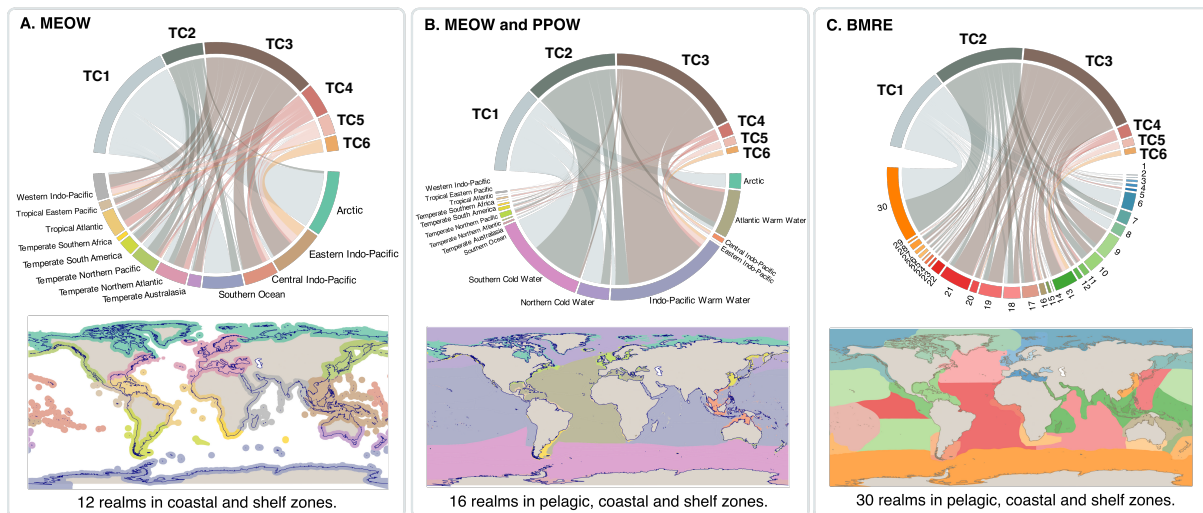 A. MEOW
TC1
TC2
TC3
TC4
TC5
TC6
Western Indo-Pacific
Tropical Eastern Pacific
Tropical Atlantic
Temperate Southern Africa
Temperate South America
Temperate Northern Pacific
Temperate Northern Atlantic
Temperate Australasia
Southern Ocean
Central Indo-Pacific
Eastern Indo-Pacific
Arctic
12 realms in coastal and shelf zones.
B. MEOW and PPOW
TC1
TC2
TC3
TC4
TC5
TC6
Western Indo-Pacific
Tropical Eastern Pacific
Tropical Atlantic
Temperate Southern Africa
Temperate South America
Temperate Northern Pacific
Temperate Northern Atlantic
Temperate Australasia
Southern Ocean
Southern Cold Water
Northern Cold Water
Indo-Pacific Warm Water
Eastern Indo-Pacific
Central Indo-Pacific
Atlantic Warm Water
Arctic
16 realms in pelagic, coastal and shelf zones.
C. BMRE
TC1
TC2
TC3
TC4
TC5
TC6
1
2
3
4
5
6
7
8
9
10
11
12
13
14
15
16
17
18
19
20
21
30
30 realms in pelagic, coastal and shelf zones.